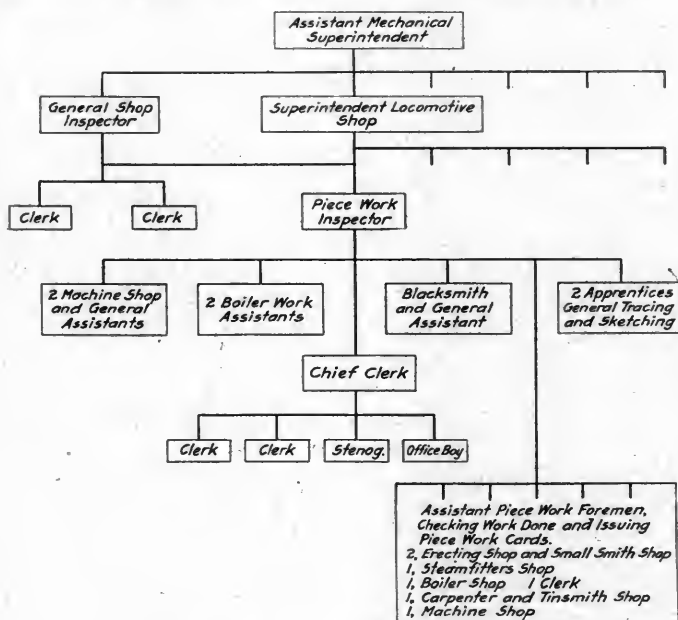 Assistant Mechanical
Superintendent
General Shop
Inspector
Superintendent Locomotive
Shop
Clerk
Clerk
Piece Work
Inspector
2 Machine Shop
and General
Assistants
2 Boiler Work
Assistants
Blacksmith
and General
Assistant
2 Apprentices
General Tracing
and Sketching
Chief Clerk
Clerk
Clerk
Stenog.
Office Boy
Assistant Piece Work Foremen,
Checking Work Done and Issuing
Piece Work Cards.
2, Erecting Shop and Small Smith Shop
1, Steamfitters Shop
1, Boiler Shop 1 Clerk
1, Carpenter and Tinsmith Shop
1, Machine Shop